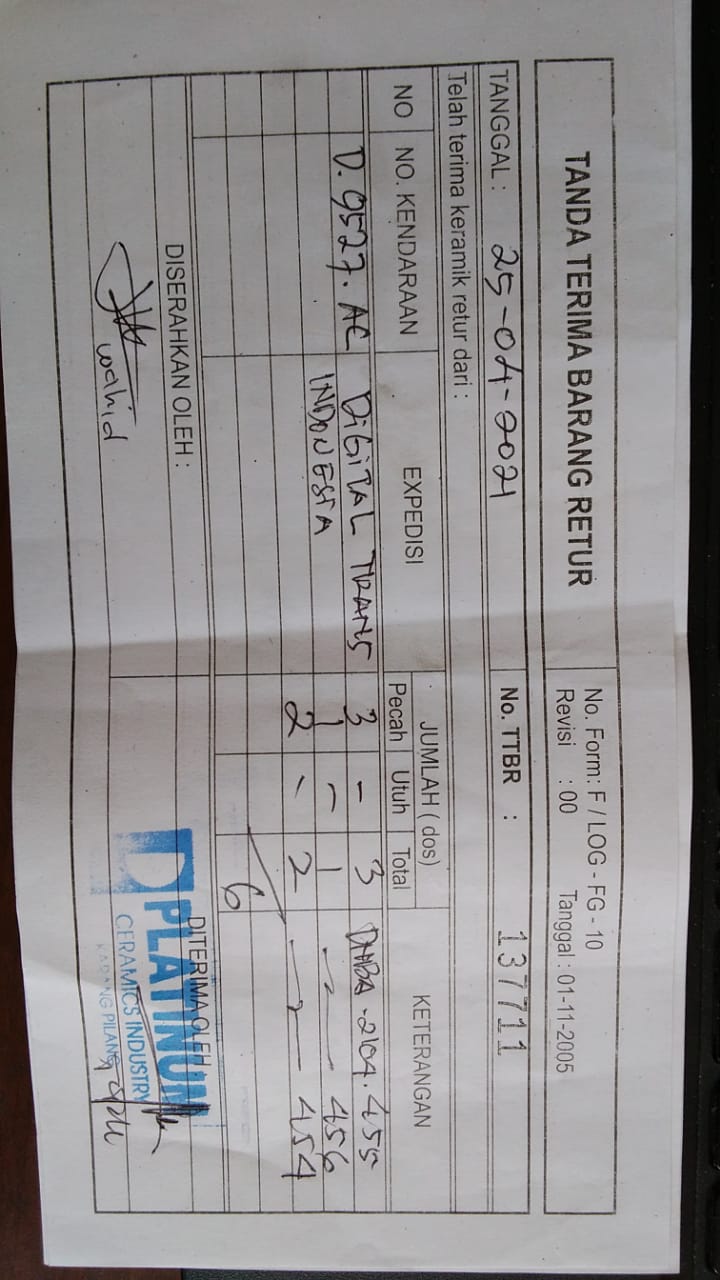 TANDA TERIMA BARANG RETUR
No. Form: F / LOG - FG - 10
Revisi : 00 Tanggal : 01-11-2005
TANGGAL : 25-04-2021 No. TTBR : 137711
Telah terima keramik retur dari :
NO NO. KENDARAAN EXPEDISI JUMLAH ( dos) KETERANGAN
Pecah Utuh Total
D. 9527. AE DIGITAL TRANS 3 - 3 DHBA . 2104 . 455
INDONESIA 1 - 1 -"- 456
2 - 2 -"- 454
6
DISERAHKAN OLEH : DITERIMA OLEH
PLATINUM
CERAMICS INDUSTRY
KARANG PILANG
wahid